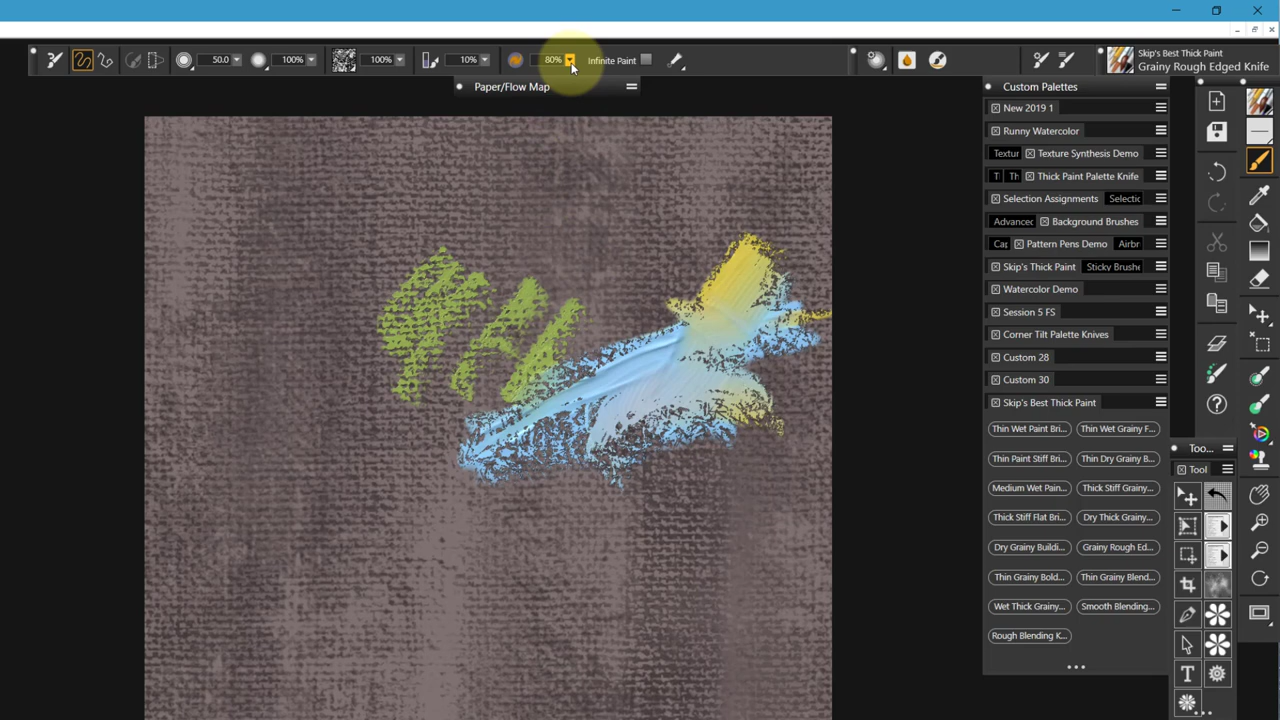 50.0
100%
100%
10%
80%
Infinite Paint
Skip's Best Thick Paint
Grainy Rough Edged Knife
Paper/Flow Map
Custom Palettes
New 2019 1
Runny Watercolor
Textur Texture Synthesis Demo
T Th Thick Paint Palette Knife
Selection Assignments Selectic
Advanced Background Brushes
Cap Pattern Pens Demo Airbr
Skip's Thick Paint Sticky Brushe
Watercolor Demo
Session 5 FS
Corner Tilt Palette Knives
Custom 28
Custom 30
Skip's Best Thick Paint
Thin Wet Paint Bri... Thin Wet Grainy F...
Thin Paint Stiff Bri... Thin Dry Grainy B...
Medium Wet Pain... Thick Stiff Grainy...
Thick Stiff Flat Bri... Dry Thick Grainy...
Dry Grainy Buildi... Grainy Rough Ed...
Thin Grainy Bold... Thin Grainy Blend...
Wet Thick Grainy... Smooth Blending...
Rough Blending K...
Too...
Tool